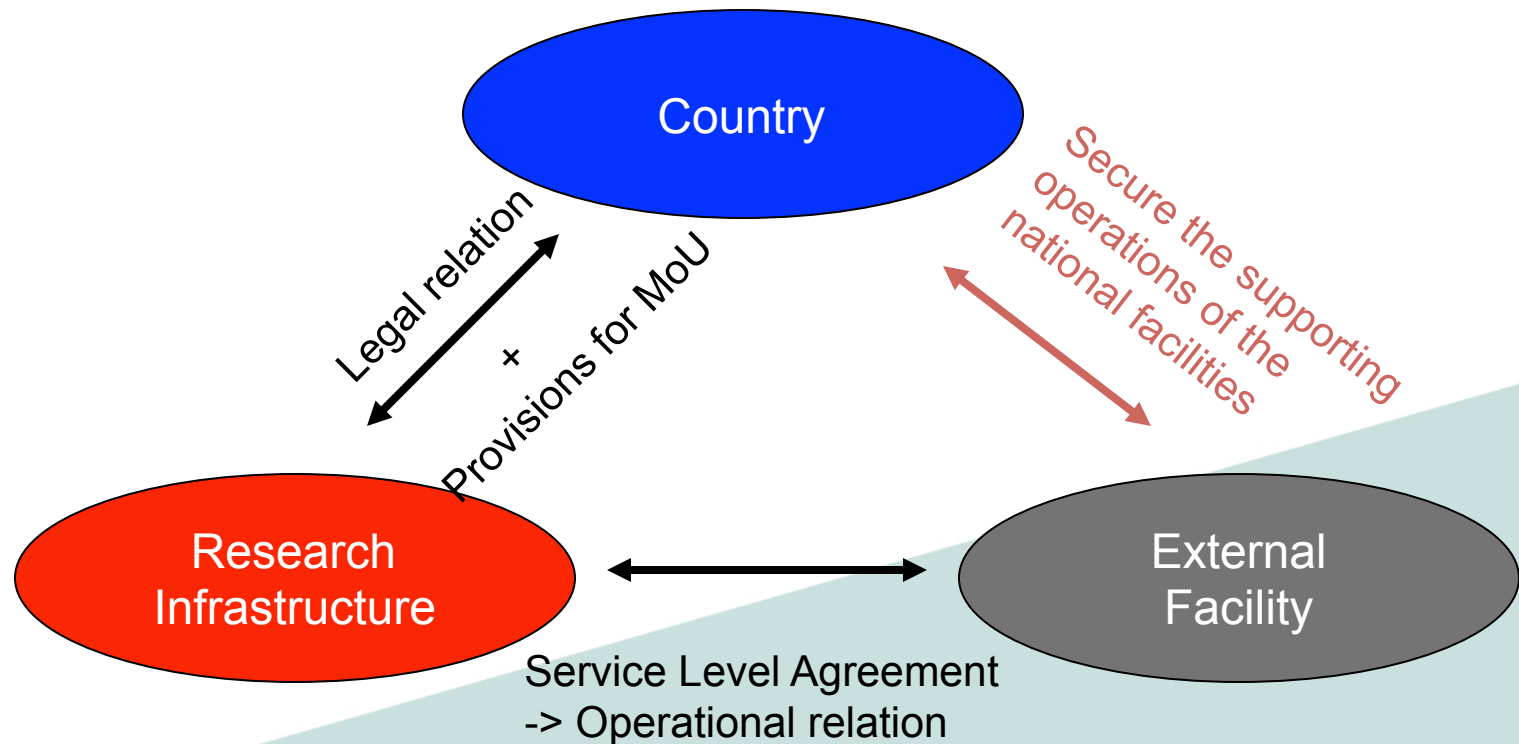 Country
Secure the supporting
operations of the
national facilities
Legal relation
+
Provisions for MoU
Research
Infrastructure
External
Facility
Service Level Agreement
-> Operational relation